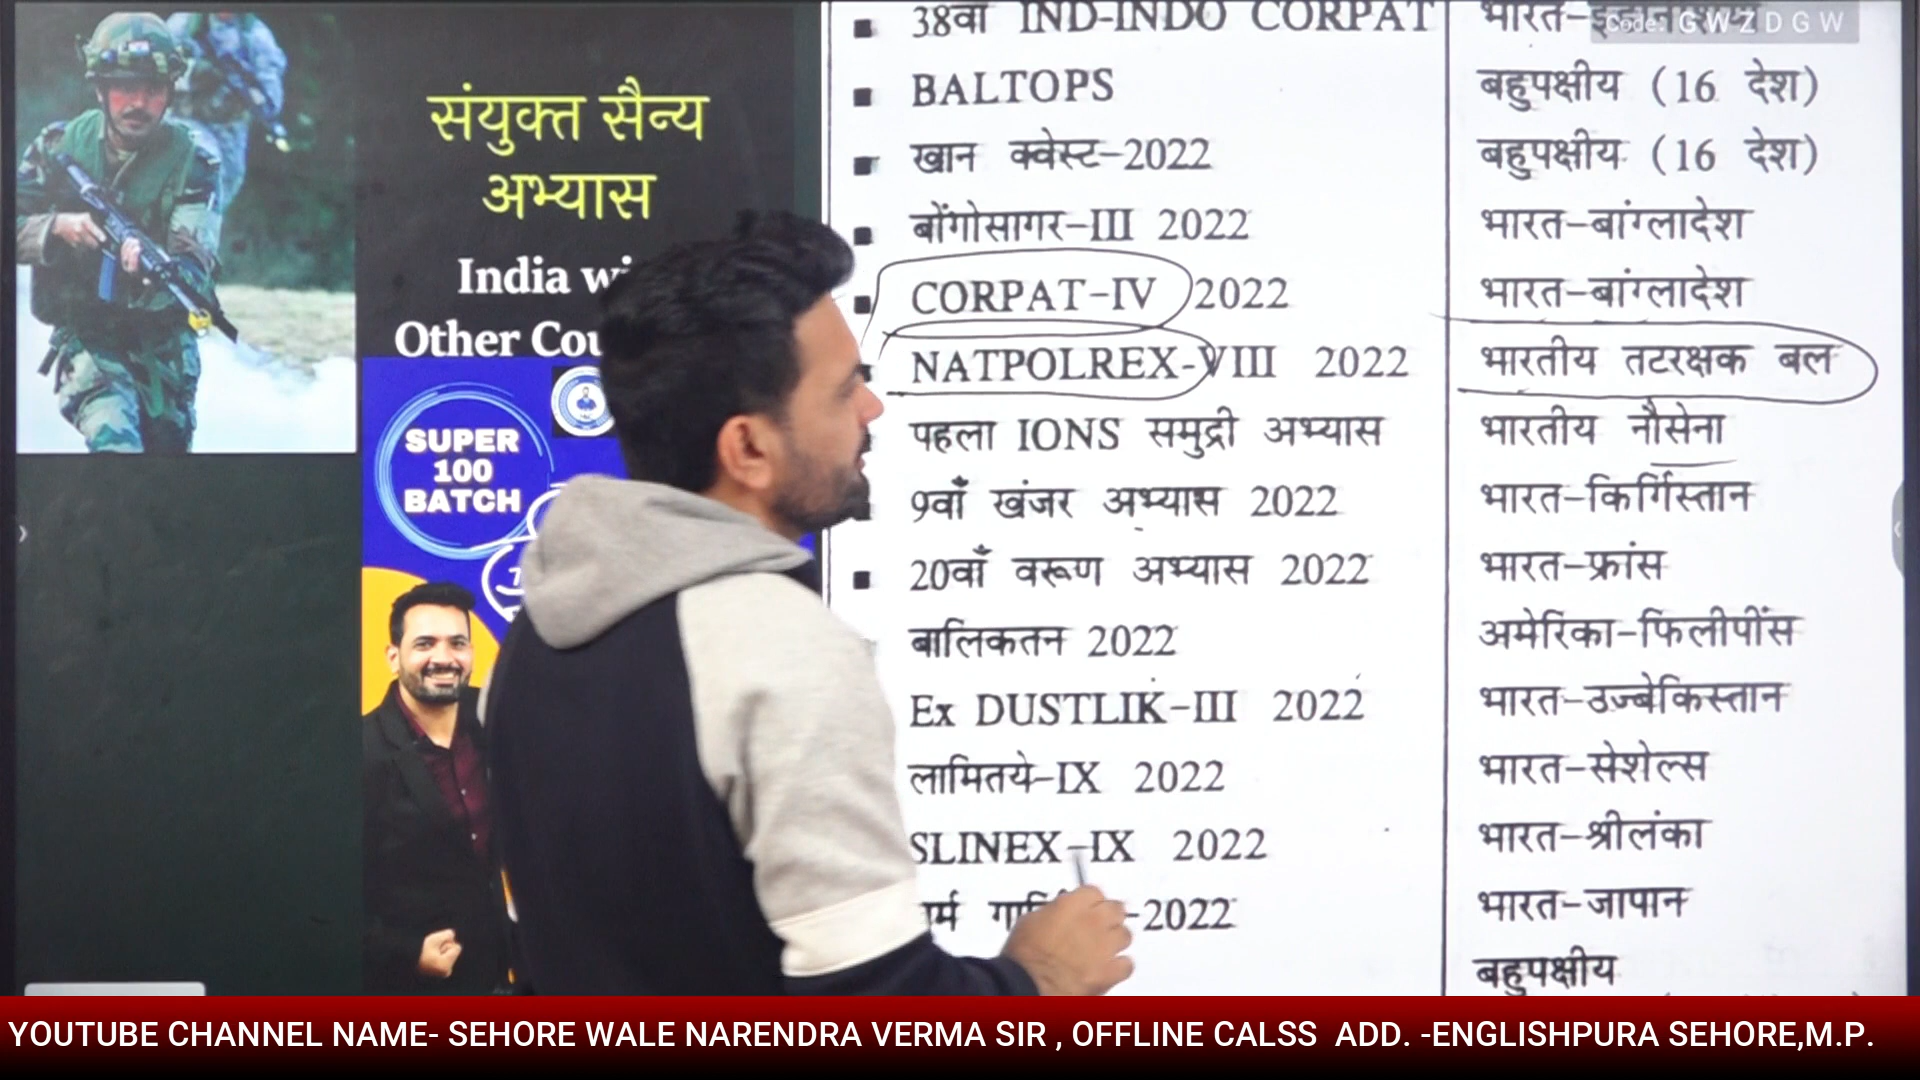 संयुक्त सैन्य
अभ्यास
India
Other
SUPER
100
BATCH
38वा IND-INDO CORPAT
Code: G W Z D G W
BALTOPS बहुपक्षीय (16 देश)
खान क्वेस्ट-2022 बहुपक्षीय (16 देश)
बोंगोसागर-III 2022 भारत-बांग्लादेश
CORPAT-IV 2022 भारत-बांग्लादेश
NATPOLREX-VIII 2022 भारतीय तटरक्षक बल
पहला IONS समुद्री अभ्यास भारतीय नौसेना
9वाँ खंजर अभ्यास 2022 भारत-किर्गिस्तान
20वाँ वरूण अभ्यास 2022 भारत-फ्रांस
बालिकतन 2022 अमेरिका-फिलीपींस
Ex DUSTLIK-III 2022 भारत-उज्बेकिस्तान
लामितये-IX 2022 भारत-सेशेल्स
SLINEX-IX 2022 भारत-श्रीलंका
-2022 भारत-जापान
बहुपक्षीय
YOUTUBE CHANNEL NAME- SEHORE WALE NARENDRA VERMA SIR , OFFLINE CALSS ADD. -ENGLISHPURA SEHORE,M.P.